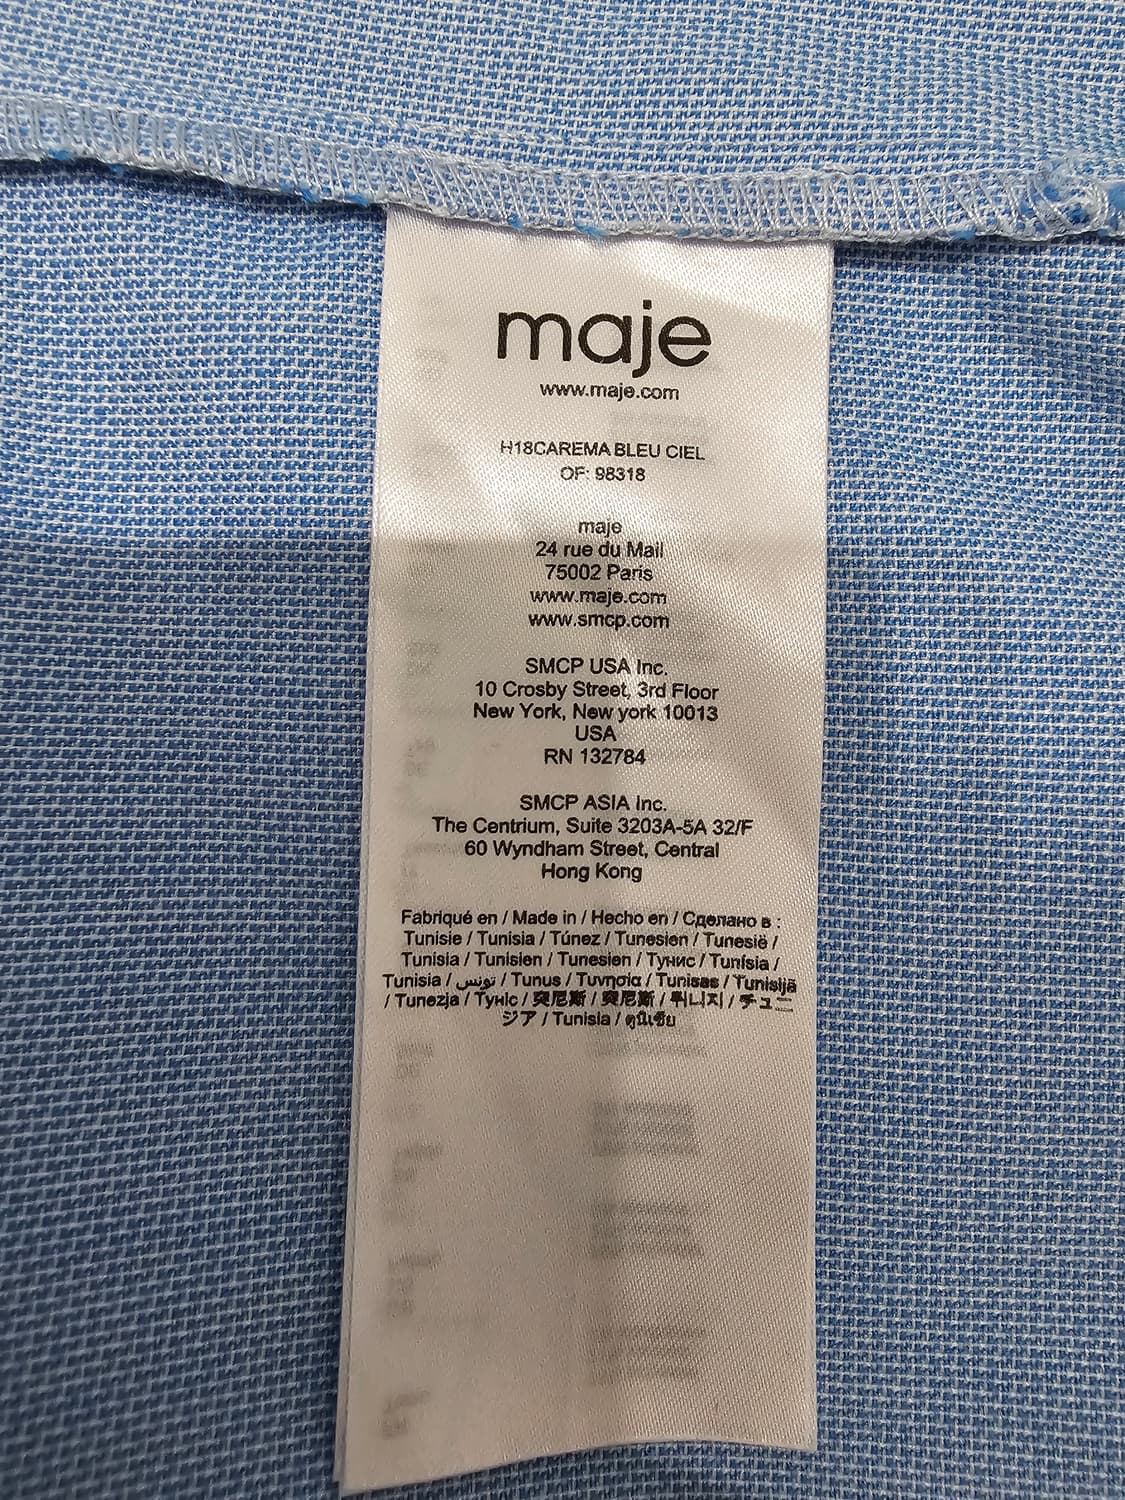 maje
www.maje.com
H18CAREMA BLEU CIEL
OF: 98318
maje
24 rue du Mail
75002 Paris
www.maje.com
www.smcp.com
SMCP USA Inc.
10 Crosby Street, 3rd Floor
New York, New york 10013
USA
RN 132784
SMCP ASIA Inc.
The Centrium, Suite 3203A-5A 32/F
60 Wyndham Street, Central
Hong Kong
Fabriqué en / Made in / Hecho en / Сделано в :
Tunisie / Tunisia / Túnez / Tunesien / Tunesië /
Tunísia / Tunisien / Tunesien / Тунис / Tunísia /
Tunisia / تونس / Tunus / Τυνησία / Tunisas / Tunisijā
/ Tunezja / Туніс / 突尼斯 / 突尼斯 / 튀니지 / チュニ
ジア / Tunisia / ตูนิเซีย